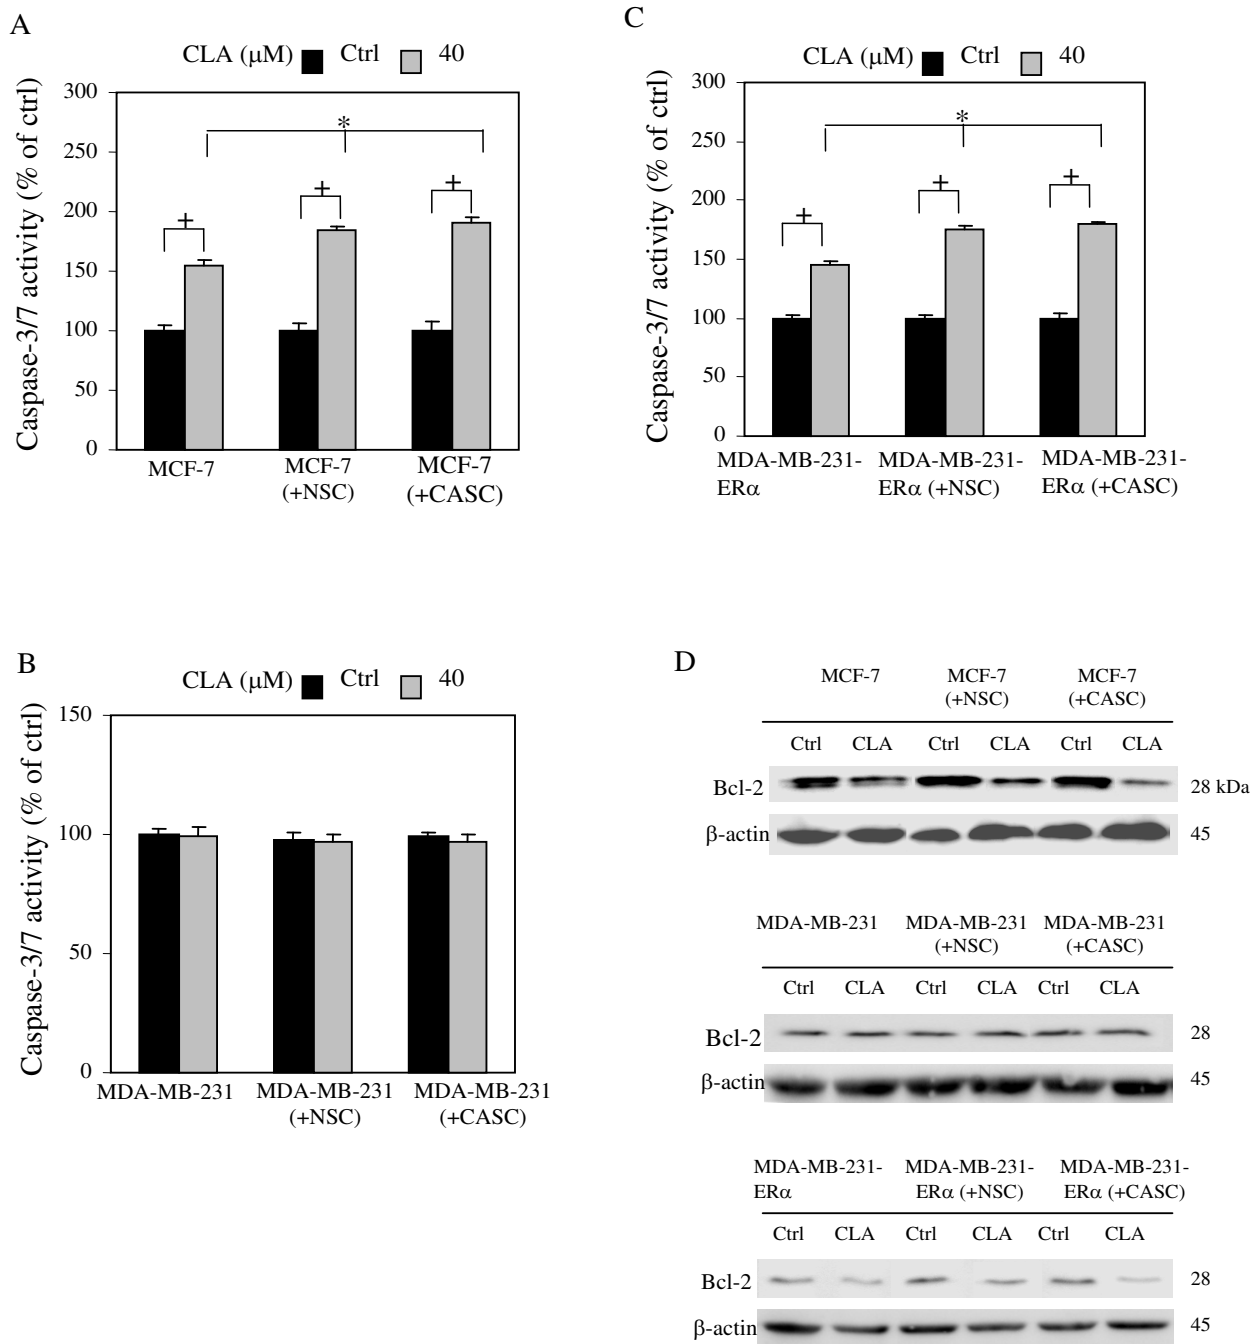 A
CLA (μM) Ctrl 40
Caspase-3/7 activity (% of ctrl)
300
250
200
150
100
50
0
*
+ + +
MCF-7 MCF-7 MCF-7
(+NSC) (+CASC)
C
CLA (μM) Ctrl 40
Caspase-3/7 activity (% of ctrl)
300
250
200
150
100
50
0
*
+ + +
MDA-MB-231- MDA-MB-231- MDA-MB-231-
ERα ERα (+NSC) ERα (+CASC)
B
CLA (μM) Ctrl 40
Caspase-3/7 activity (% of ctrl)
150
100
50
0
MDA-MB-231 MDA-MB-231 MDA-MB-231
(+NSC) (+CASC)
D
MCF-7 MCF-7 MCF-7
(+NSC) (+CASC)
Ctrl CLA Ctrl CLA Ctrl CLA
Bcl-2 28 kDa
β-actin 45
MDA-MB-231 MDA-MB-231 MDA-MB-231
(+NSC) (+CASC)
Ctrl CLA Ctrl CLA Ctrl CLA
Bcl-2 28
β-actin 45
MDA-MB-231- MDA-MB-231- MDA-MB-231-
ERα ERα (+NSC) ERα (+CASC)
Ctrl CLA Ctrl CLA Ctrl CLA
Bcl-2 28
β-actin 45